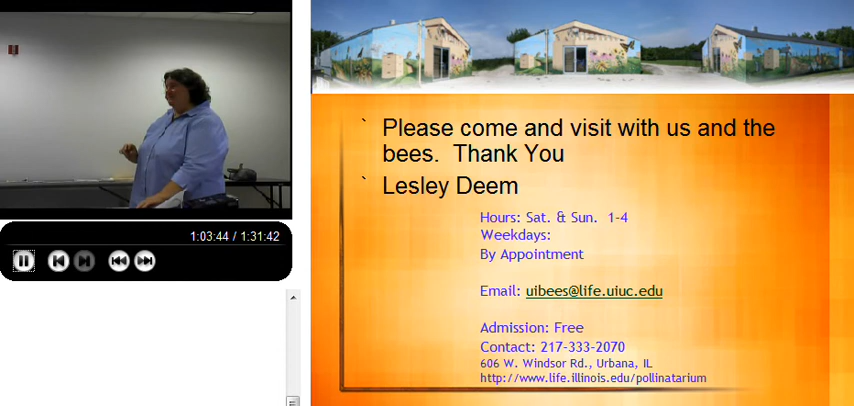 1:03:44 / 1:31:42
` Please come and visit with us and the
bees. Thank You
` Lesley Deem
Hours: Sat. & Sun. 1-4
Weekdays:
By Appointment
Email: uibees@life.uiuc.edu
Admission: Free
Contact: 217-333-2070
606 W. Windsor Rd., Urbana, IL
http://www.life.illinois.edu/pollinatarium